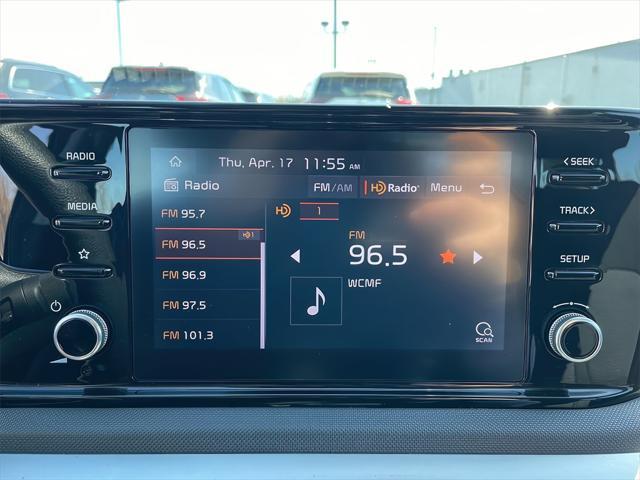 Thu, Apr. 17 11:55 AM
Radio FM/AM HD Radio® Menu
FM 95.7
FM 96.5 HD1
FM 96.9
FM 97.5
FM 101.3
HD 1
FM
96.5
WCMF
SCAN
RADIO
MEDIA
<SEEK
TRACK>
SETUP